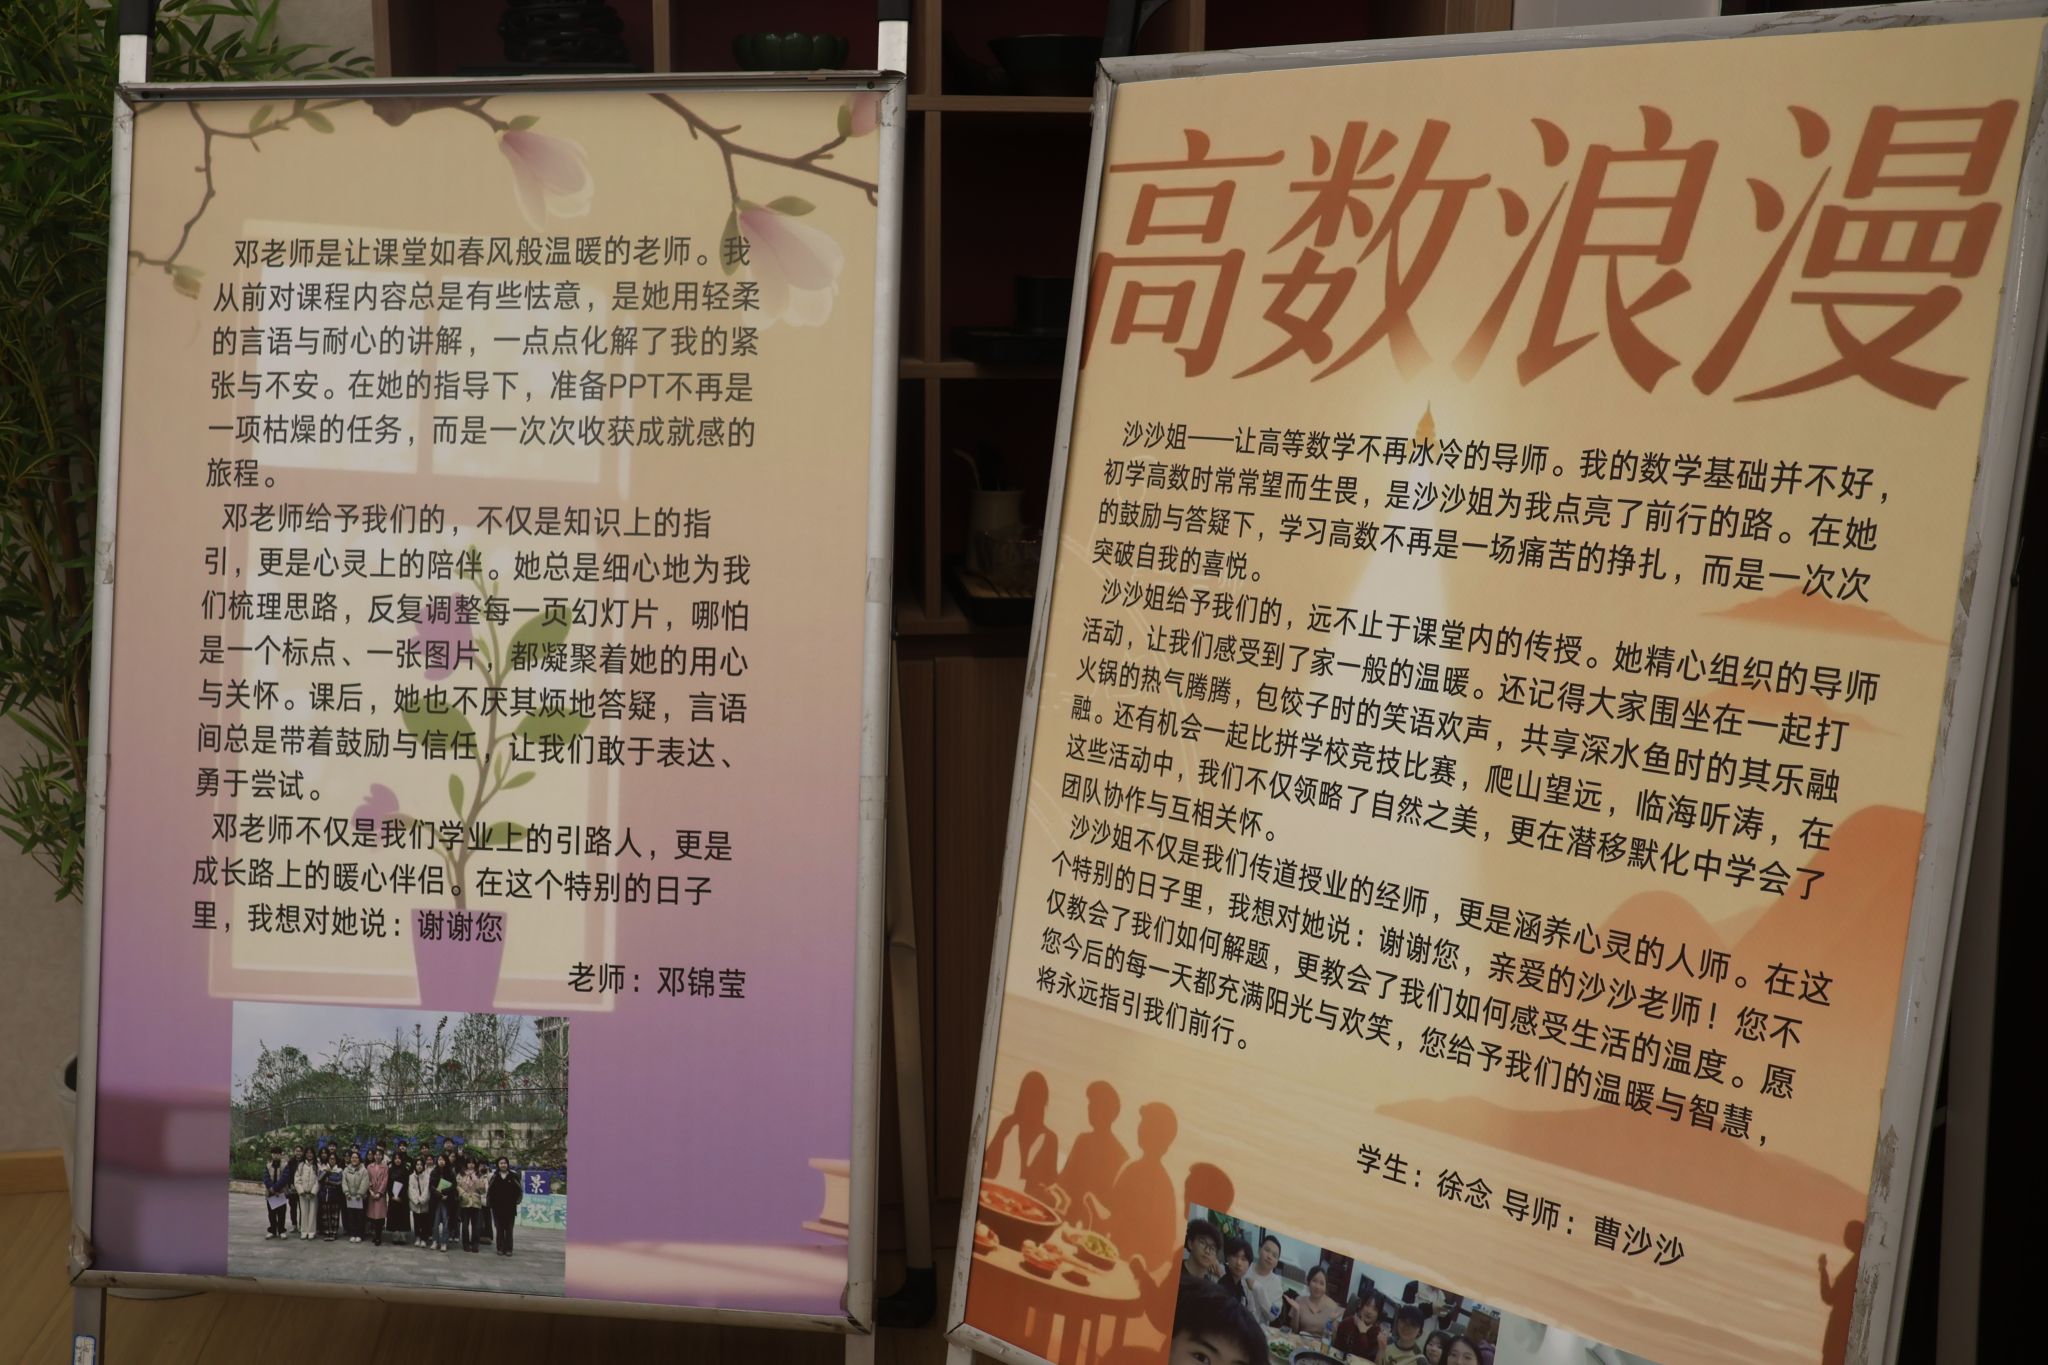 邓老师是让课堂如春风般温暖的老师。我
从前对课程内容总是有些怯意，是她用轻柔
的言语与耐心的讲解，一点点化解了我的紧
张与不安。在她的指导下，准备PPT不再是
一项枯燥的任务，而是一次次收获成就感的
旅程。
邓老师给予我们的，不仅是知识上的指
引，更是心灵上的陪伴。她总是细心地为我
们梳理思路，反复调整每一页幻灯片，哪怕
是一个标点、一张图片，都凝聚着她的用心
与关怀。课后，她也不厌其烦地答疑，言语
间总是带着鼓励与信任，让我们敢于表达、
勇于尝试。
邓老师不仅是我们学业上的引路人，更是
成长路上的暖心伴侣。在这个特别的日子
里，我想对她说：谢谢您
老师：邓锦莹
景
欢
高数浪漫
沙沙姐——让高等数学不再冰冷的导师。我的数学基础并不好，
初学高数时常常望而生畏，是沙沙姐为我点亮了前行的路。在她
的鼓励与答疑下，学习高数不再是一场痛苦的挣扎，而是一次次
突破自我的喜悦。
沙沙姐给予我们的，远不止于课堂内的传授。她精心组织的导师
活动，让我们感受到了家一般的温暖。还记得大家围坐在一起打
火锅的热气腾腾，包饺子时的笑语欢声，共享深水鱼时的其乐融
融。还有机会一起比拼学校竞技比赛，爬山望远，临海听涛，在
这些活动中，我们不仅领略了自然之美，更在潜移默化中学会了
团队协作与互相关怀。
沙沙姐不仅是我们传道授业的经师，更是涵养心灵的人师。在这
个特别的日子里，我想对她说：谢谢您，亲爱的沙沙老师！您不
仅教会了我们如何解题，更教会了我们如何感受生活的温度。愿
您今后的每一天都充满阳光与欢笑，您给予我们的温暖与智慧，
将永远指引我们前行。
学生：徐念 导师：曹沙沙